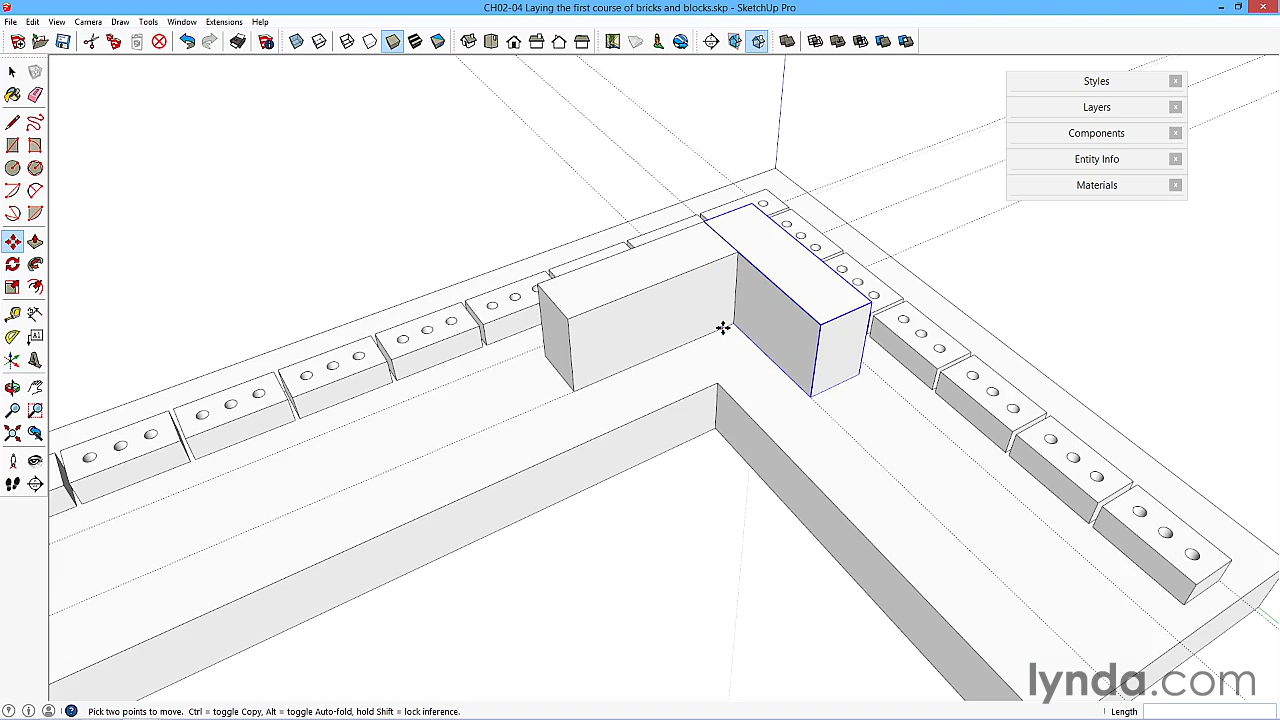 CH02-04 Laying the first course of bricks and blocks.skp - SketchUp Pro
File Edit View Camera Draw Tools Window Extensions Help
Styles
Layers
Components
Entity Info
Materials
lynda.com
Pick two points to move. Ctrl = toggle Copy, Alt = toggle Auto-fold, hold Shift = lock inference.
Length